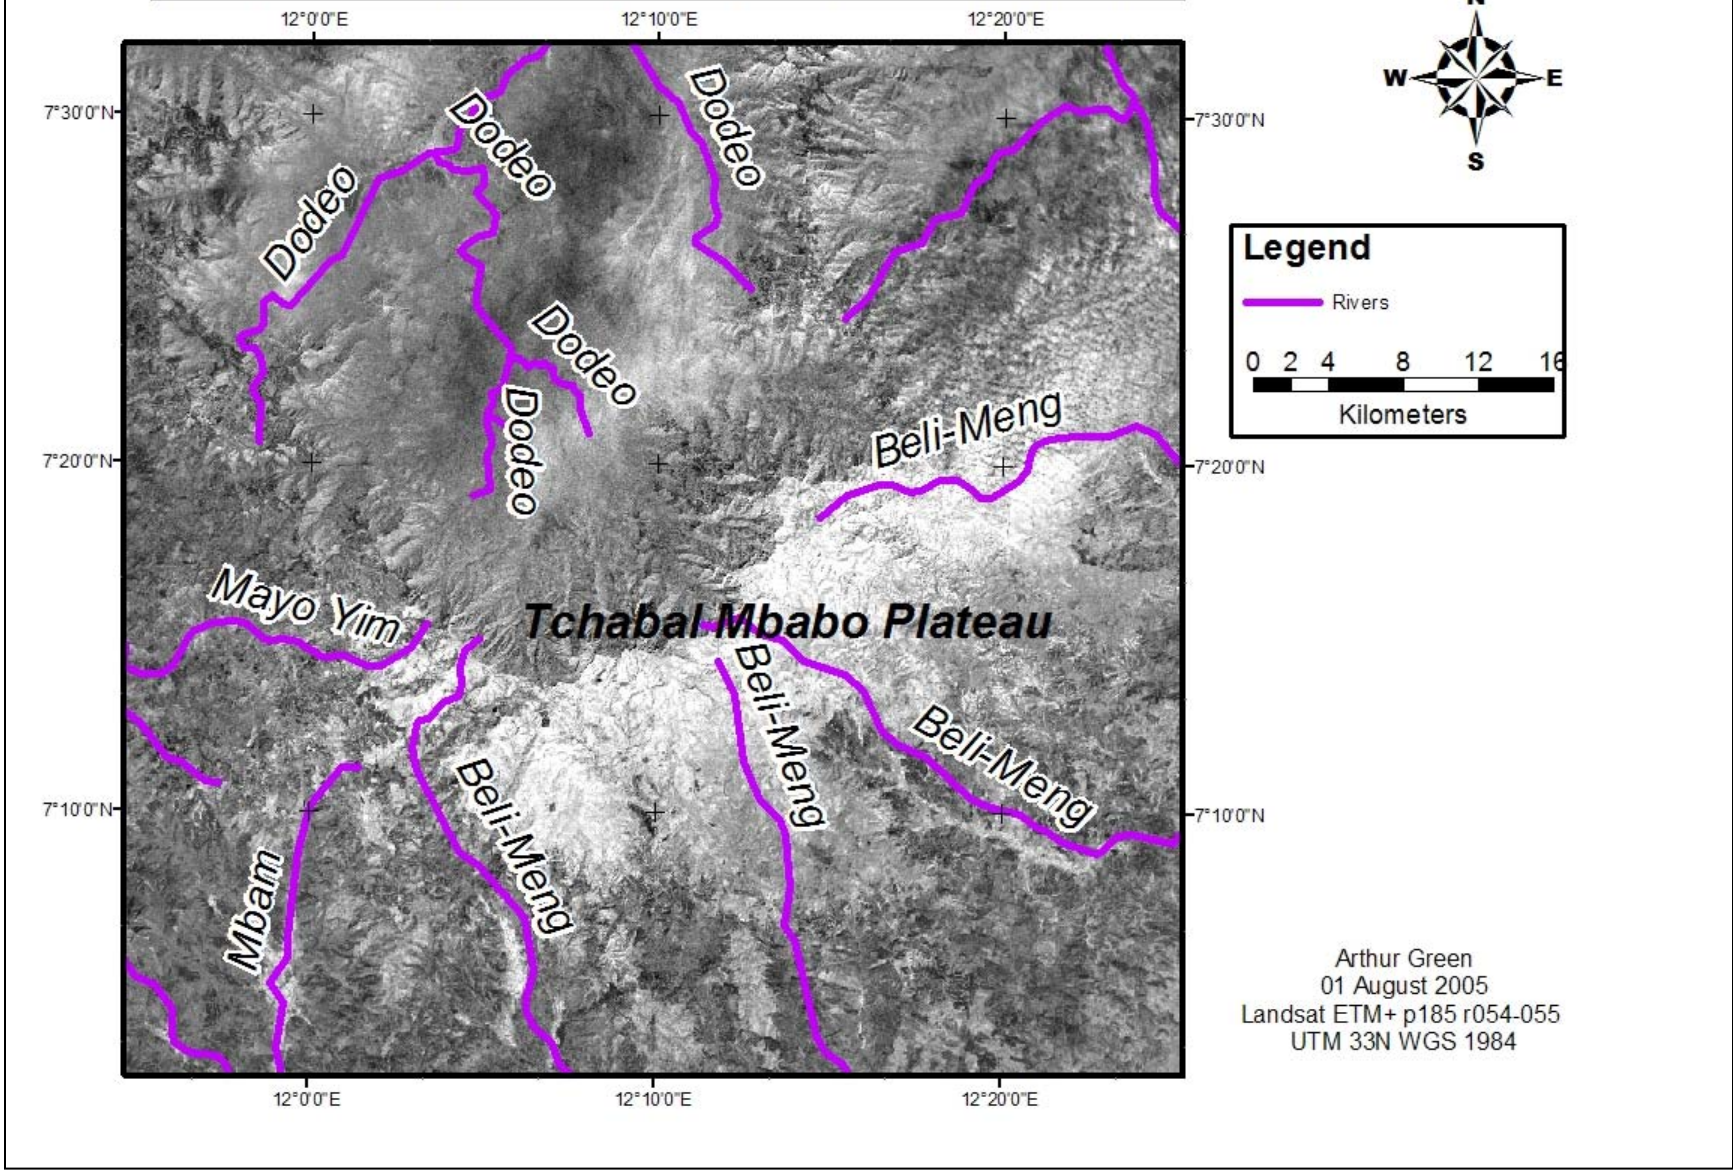 N
12°0'0"E 12°10'0"E 12°20'0"E
W E
S
7°30'0"N 7°30'0"N
Dodeo
Dodeo
Dodeo
Legend
Rivers
0 2 4 8 12 16
Kilometers
Dodeo
Dodeo
Beli-Meng
7°20'0"N 7°20'0"N
Mayo Yim
Tchabal Mbabo Plateau
Beli-Meng
Beli-Meng
Beli-Meng
7°10'0"N 7°10'0"N
Mbam
Arthur Green
01 August 2005
Landsat ETM+ p185 r054-055
UTM 33N WGS 1984
12°0'0"E 12°10'0"E 12°20'0"E